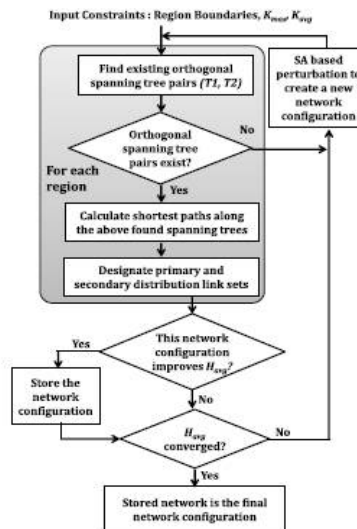 Input Constraints : Region Boundaries, Kmax, Kavg
Find existing orthogonal
spanning tree pairs (T1, T2)
SA based
perturbation to
create a new
network
configuration
Orthogonal
spanning tree
pairs exist?
No
For each
region
Yes
Calculate shortest paths along
the above found spanning trees
Designate primary and
secondary distribution link sets
This network
configuration
improves Havg?
Yes
Store the
network
configuration
No
Havg
converged?
No
Yes
Stored network is the final
network configuration